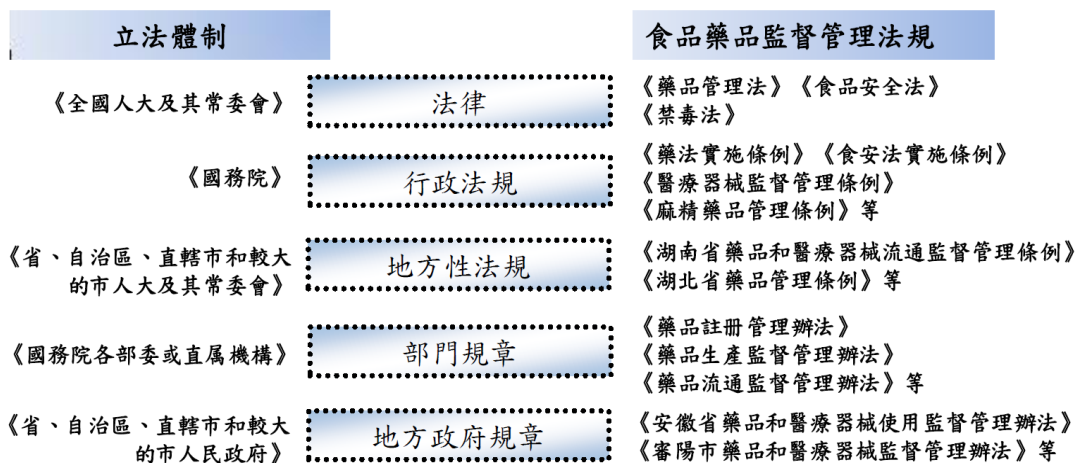 立法體制
食品藥品監督管理法規
《全國人大及其常委會》
法律
《藥品管理法》《食品安全法》
《禁毒法》
《國務院》
行政法規
《藥法實施條例》《食安法實施條例》
《醫療器械監督管理條例》
《麻精藥品管理條例》等
《省、自治區、直轄市和較大
的市人大及其常委會》
地方性法規
《湖南省藥品和醫療器械流通監督管理條例》
《湖北省藥品管理條例》等
《國務院各部委或直属機構》
部門規章
《藥品註册管理辦法》
《藥品生產監督管理辦法》
《藥品流通監督管理辦法》等
《省、自治區、直轄市和較大
的市人民政府》
地方政府規章
《安徽省藥品和醫療器械使用監督管理辦法》
《審陽市藥品和醫療器械監督管理辦法》等